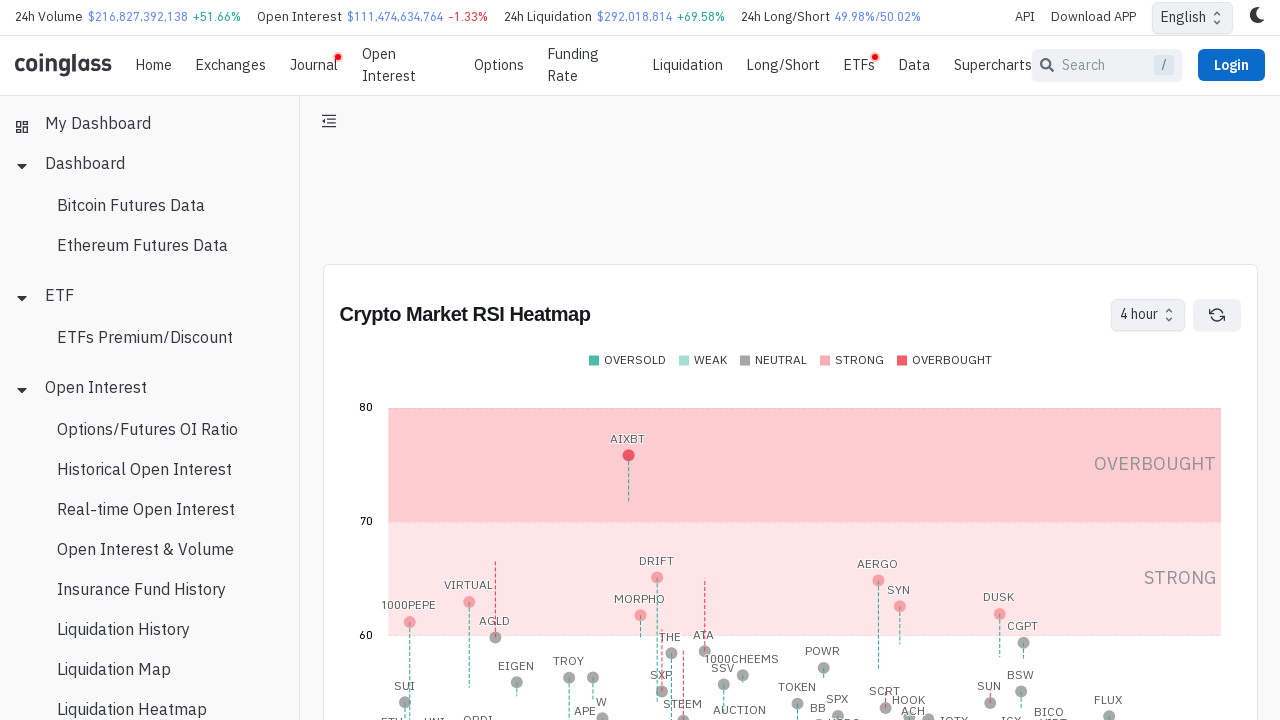 24h Volume $216,827,392,138 +51.66% Open Interest $111,474,634,764 -1.33% 24h Liquidation $292,018,814 +69.58% 24h Long/Short 49.98%/50.02% API Download APP English
coinglass Home Exchanges Journal Open Interest Options Funding Rate Liquidation Long/Short ETFs Data Supercharts Search / Login
My Dashboard
Dashboard
Bitcoin Futures Data
Ethereum Futures Data
ETF
ETFs Premium/Discount
Open Interest
Options/Futures OI Ratio
Historical Open Interest
Real-time Open Interest
Open Interest & Volume
Insurance Fund History
Liquidation History
Liquidation Map
Liquidation Heatmap
Crypto Market RSI Heatmap 4 hour
OVERSOLD WEAK NEUTRAL STRONG OVERBOUGHT
80
AIXBT
OVERBOUGHT
70
DRIFT AERGO
STRONG
VIRTUAL SYN
1000PEPE MORPHO DUSK
AGLD CGPT
60
THE ATA
1000CHEEMS POWR
EIGEN TROY SSV
SUI SXP TOKEN SUN BSW
W STEEM SPX SCRT HOOK FLUX
APE AUCTION BB ACH BICO